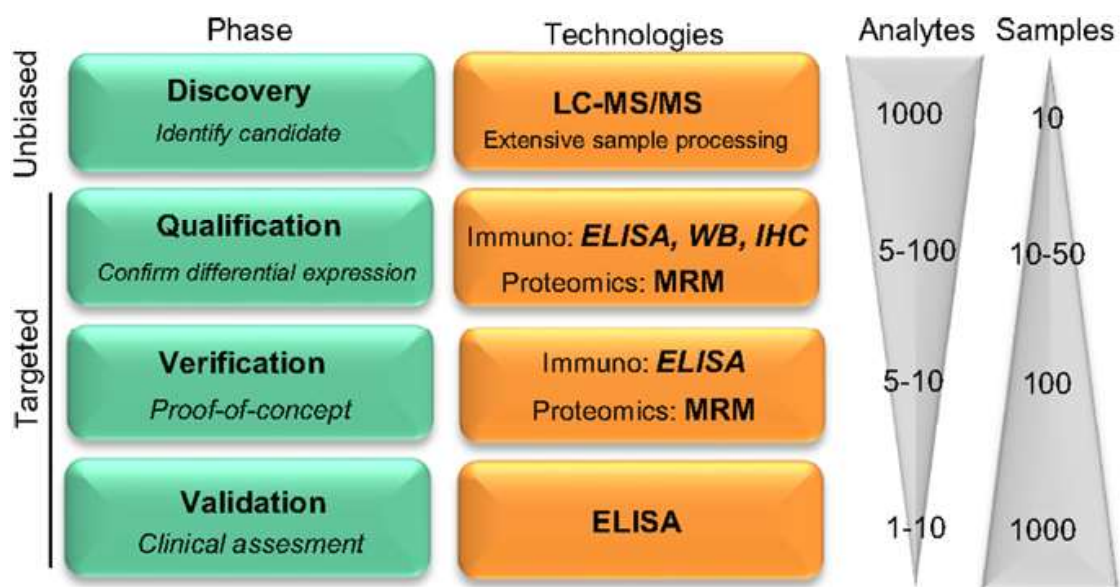 Phase
Technologies
Analytes
Samples
Unbiased
Discovery
Identify candidate
LC-MS/MS
Extensive sample processing
1000
10
Targeted
Qualification
Confirm differential expression
Immuno: ELISA, WB, IHC
Proteomics: MRM
5-100
10-50
Verification
Proof-of-concept
Immuno: ELISA
Proteomics: MRM
5-10
100
Validation
Clinical assesment
ELISA
1-10
1000